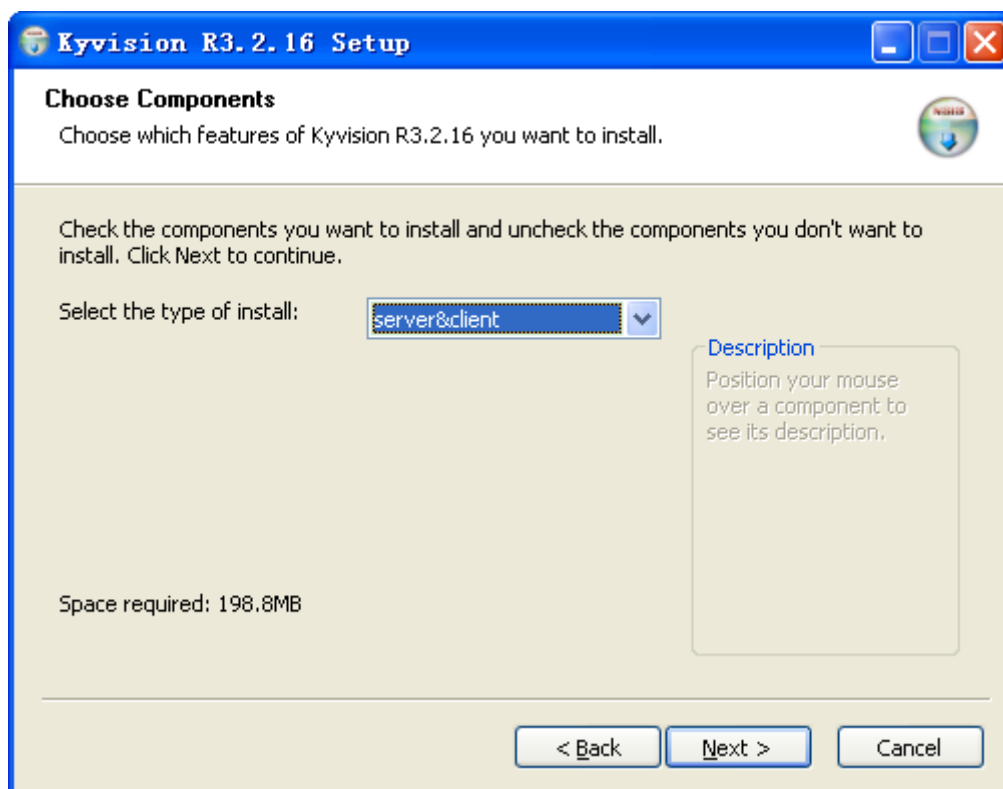 Kyvision R3.2.16 Setup
Choose Components
Choose which features of Kyvision R3.2.16 you want to install.
Check the components you want to install and uncheck the components you don't want to
install. Click Next to continue.
Select the type of install:
server&client
Description
Position your mouse
over a component to
see its description.
Space required: 198.8MB
< Back
Next >
Cancel